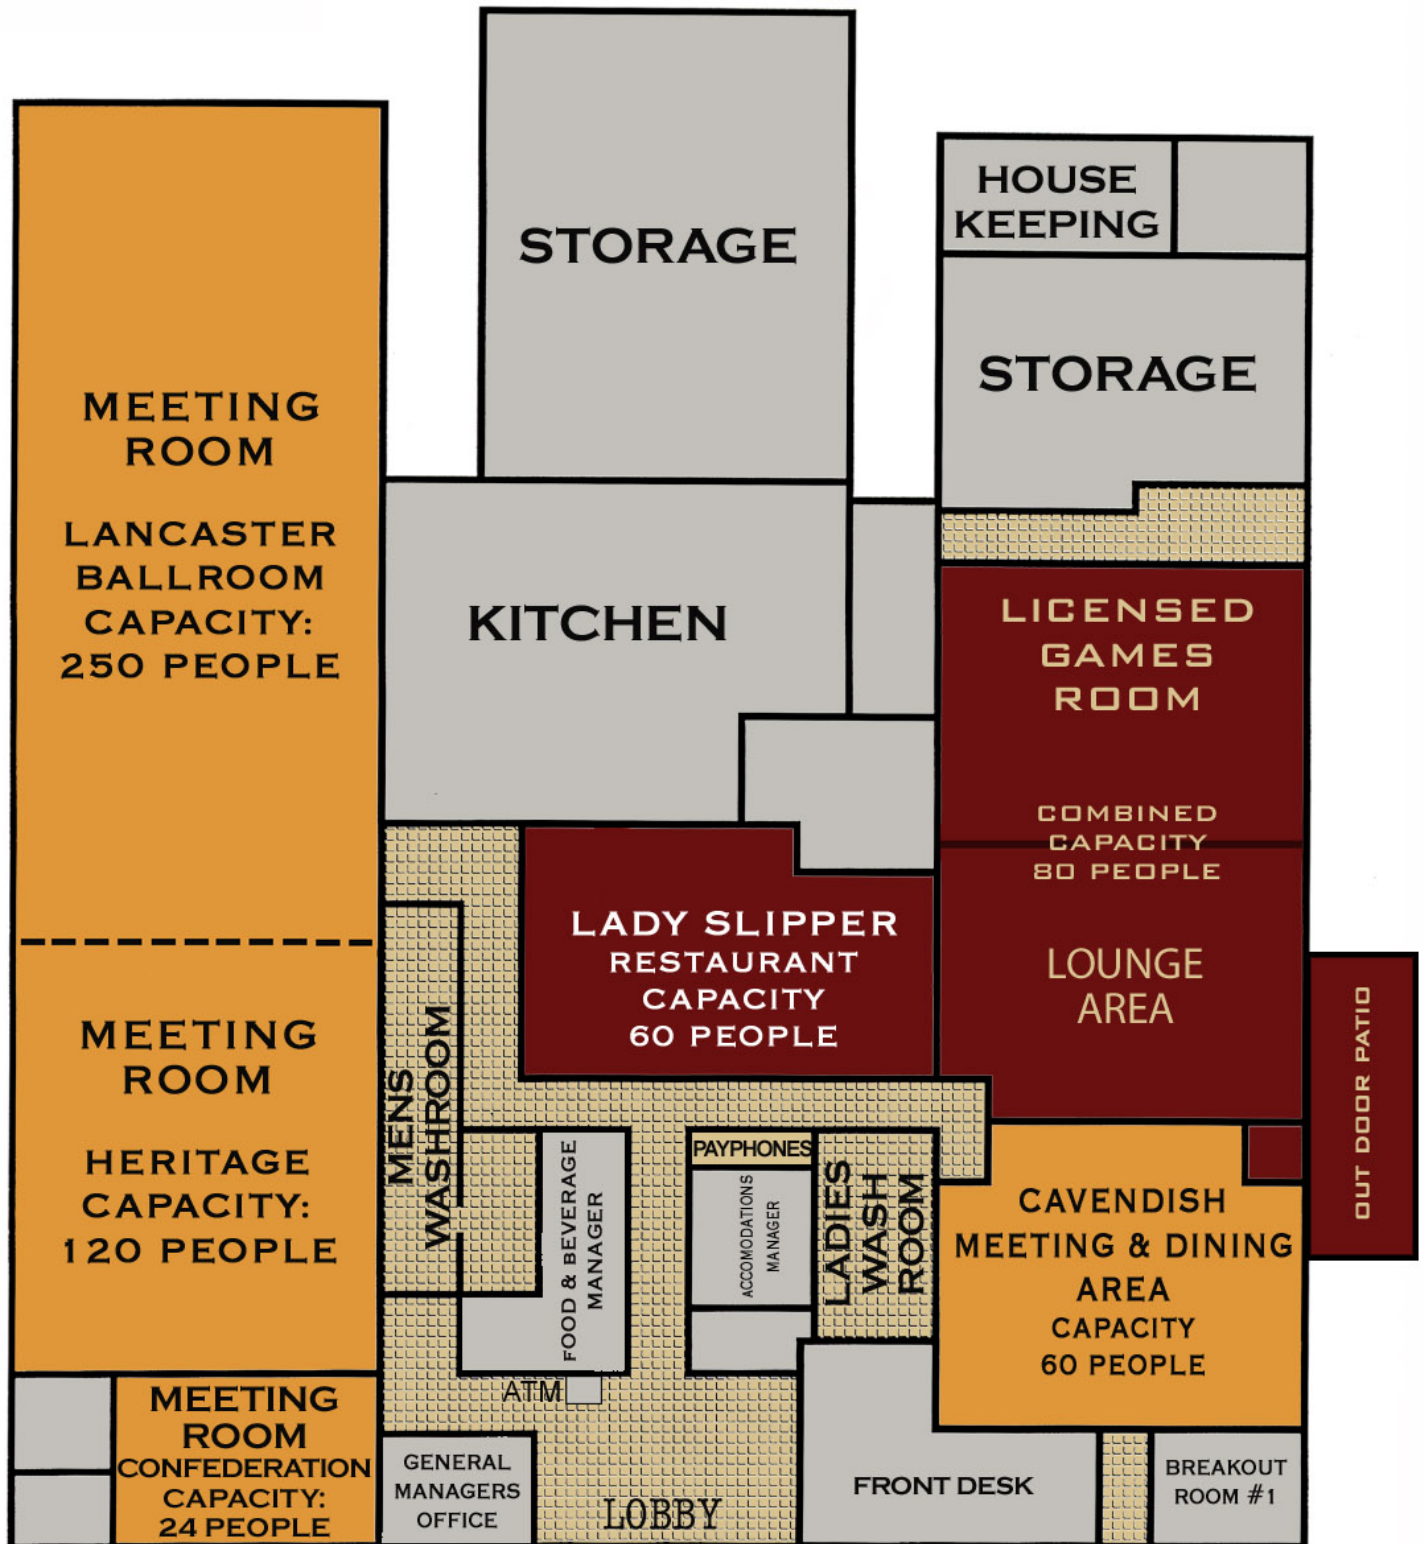 STORAGE
HOUSE
KEEPING
STORAGE
MEETING
ROOM
LANCASTER
BALLROOM
CAPACITY:
250 PEOPLE
KITCHEN
LICENSED
GAMES
ROOM
COMBINED
CAPACITY
80 PEOPLE
LOUNGE
AREA
OUT DOOR PATIO
LADY SLIPPER
RESTAURANT
CAPACITY
60 PEOPLE
MEETING
ROOM
HERITAGE
CAPACITY:
120 PEOPLE
MENS
WASHROOM
FOOD & BEVERAGE
MANAGER
PAYPHONES
ACCOMODATIONS
MANAGER
LADIES
WASH
ROOM
CAVENDISH
MEETING & DINING
AREA
CAPACITY
60 PEOPLE
ATM
MEETING
ROOM
CONFEDERATION
CAPACITY:
24 PEOPLE
GENERAL
MANAGERS
OFFICE
LOBBY
FRONT DESK
BREAKOUT
ROOM #1